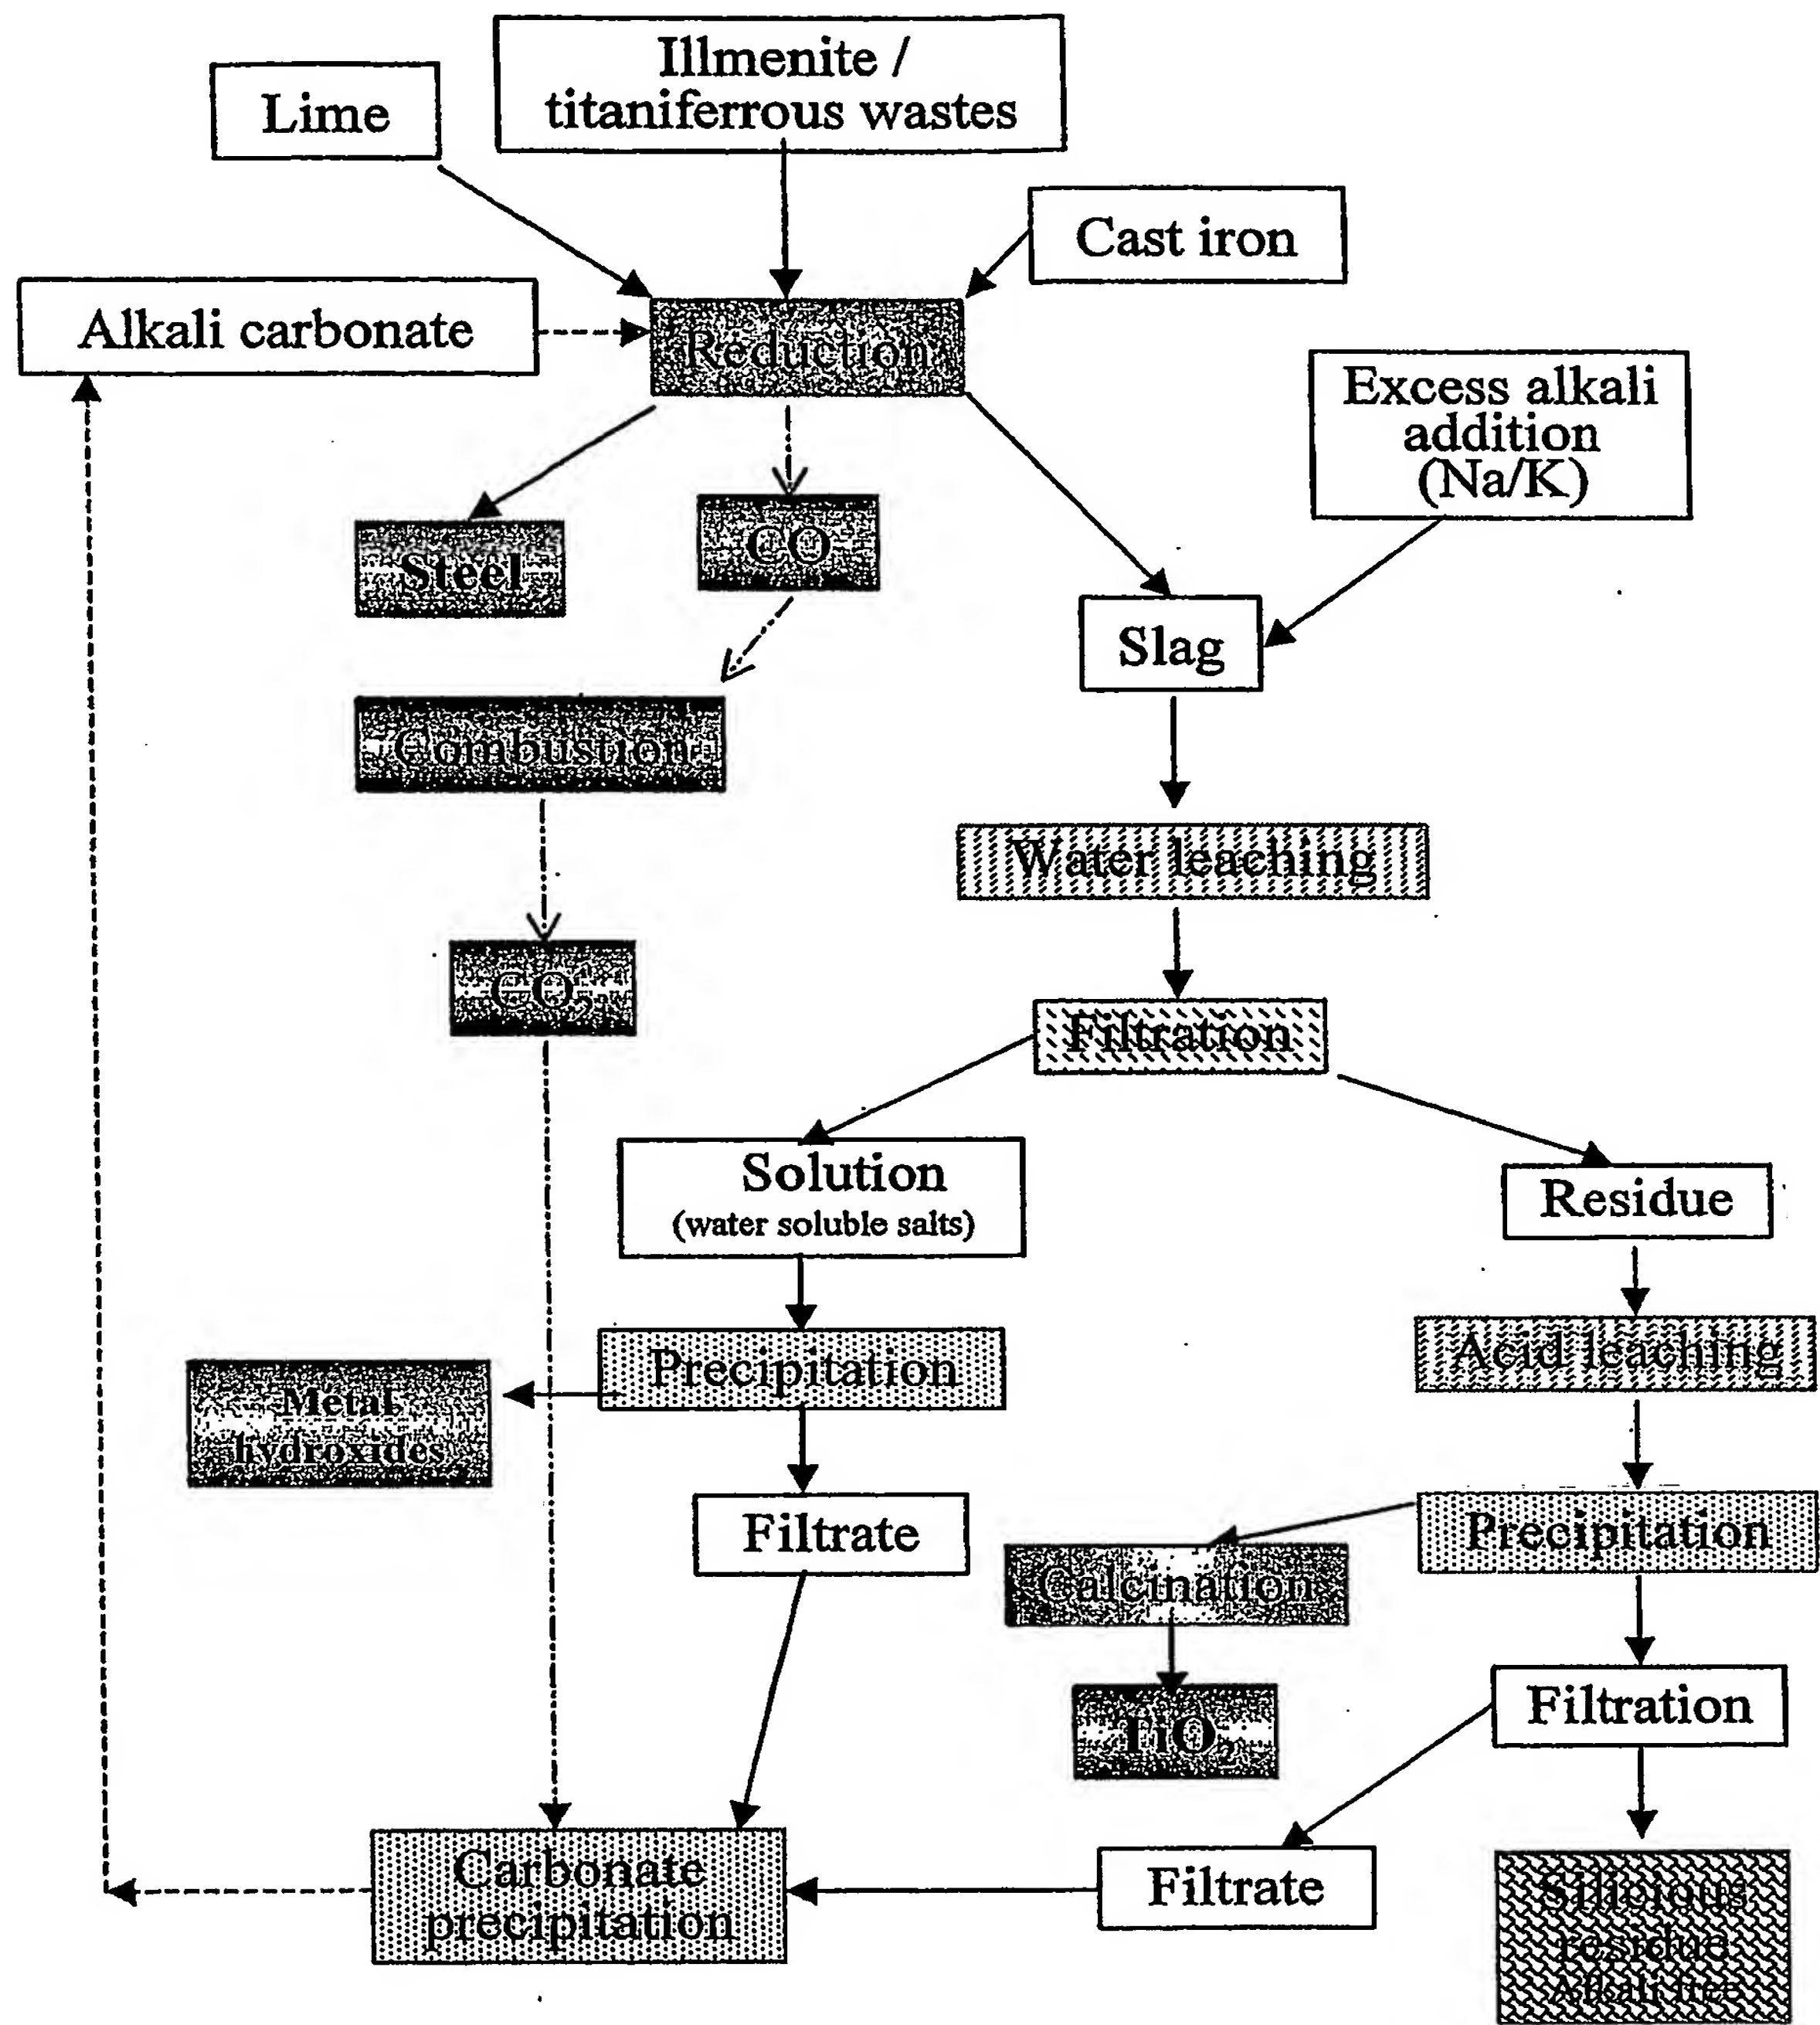 Illmenite /
titaniferrous wastes
Lime
Cast iron
Alkali carbonate
Reduction
Excess alkali
addition
(Na/K)
Steel
CO
Slag
Combustion
Water leaching
CO₂
Filtration
Solution
(water soluble salts)
Residue
Precipitation
Acid leaching
Metal
hydroxides
Filtrate
Precipitation
Calcination
Filtration
TiO₂
Carbonate
precipitation
Filtrate
Silicious
residue
Alkali free